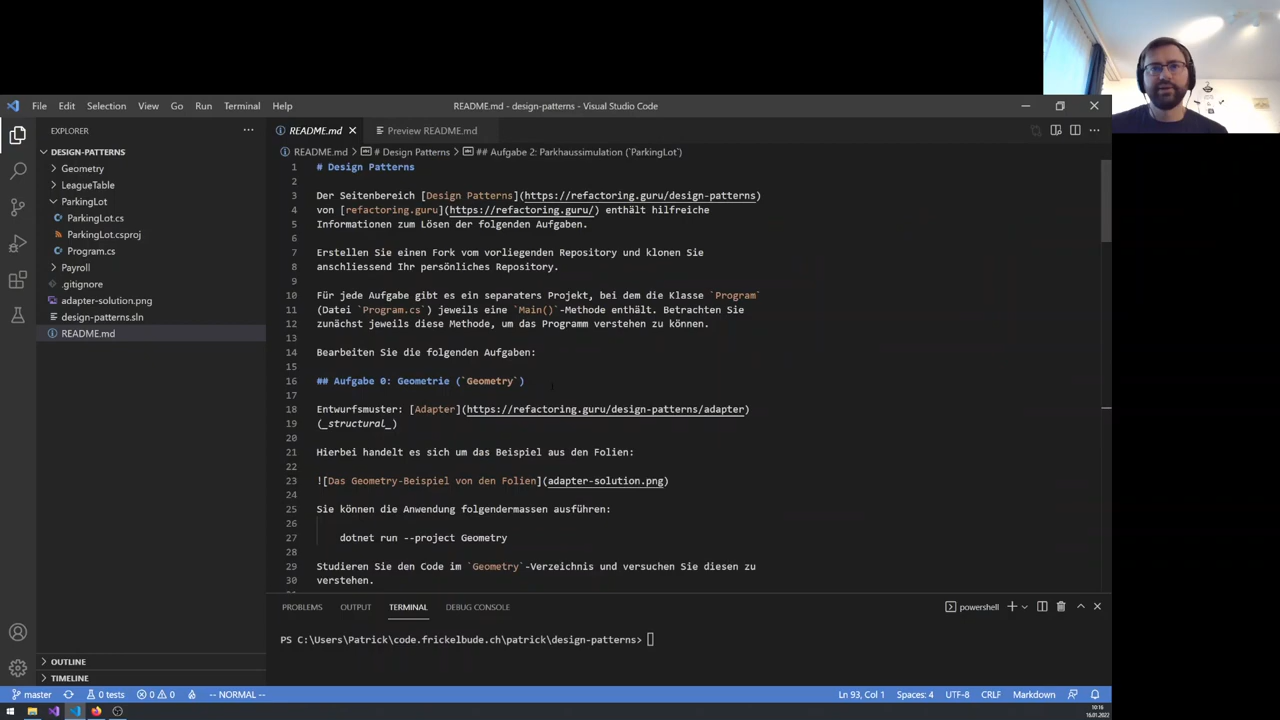 File Edit Selection View Go Run Terminal Help
README.md - design-patterns - Visual Studio Code
EXPLORER
README.md
Preview README.md
DESIGN-PATTERNS
Geometry
LeagueTable
ParkingLot
ParkingLot.cs
ParkingLot.csproj
Program.cs
Payroll
.gitignore
adapter-solution.png
design-patterns.sln
README.md
OUTLINE
TIMELINE
README.md > # Design Patterns > ## Aufgabe 2: Parkhaussimulation (`ParkingLot`)
1 # Design Patterns
2
3 Der Seitenbereich [Design Patterns](https://refactoring.guru/design-patterns)
4 von [refactoring.guru](https://refactoring.guru/) enthält hilfreiche
5 Informationen zum Lösen der folgenden Aufgaben.
6
7 Erstellen Sie einen Fork vom vorliegenden Repository und klonen Sie
8 anschliessend Ihr persönliches Repository.
9
10 Für jede Aufgabe gibt es ein separaters Projekt, bei dem die Klasse `Program`
11 (Datei `Program.cs`) jeweils eine `Main()`-Methode enthält. Betrachten Sie
12 zunächst jeweils diese Methode, um das Programm verstehen zu können.
13
14 Bearbeiten Sie die folgenden Aufgaben:
15
16 ## Aufgabe 0: Geometrie (`Geometry`)
17
18 Entwurfsmuster: [Adapter](https://refactoring.guru/design-patterns/adapter)
19 (_structural_)
20
21 Hierbei handelt es sich um das Beispiel aus den Folien:
22
23 ![Das Geometry-Beispiel von den Folien](adapter-solution.png)
24
25 Sie können die Anwendung folgendermassen ausführen:
26
27 dotnet run --project Geometry
28
29 Studieren Sie den Code im `Geometry`-Verzeichnis und versuchen Sie diesen zu
30 verstehen.
PROBLEMS OUTPUT TERMINAL DEBUG CONSOLE
powershell
PS C:\Users\Patrick\code.frickelbude.ch\patrick\design-patterns>
master 0 tests 0 0 -- NORMAL --
Ln 93, Col 1 Spaces: 4 UTF-8 CRLF Markdown
10:16
16.01.2022